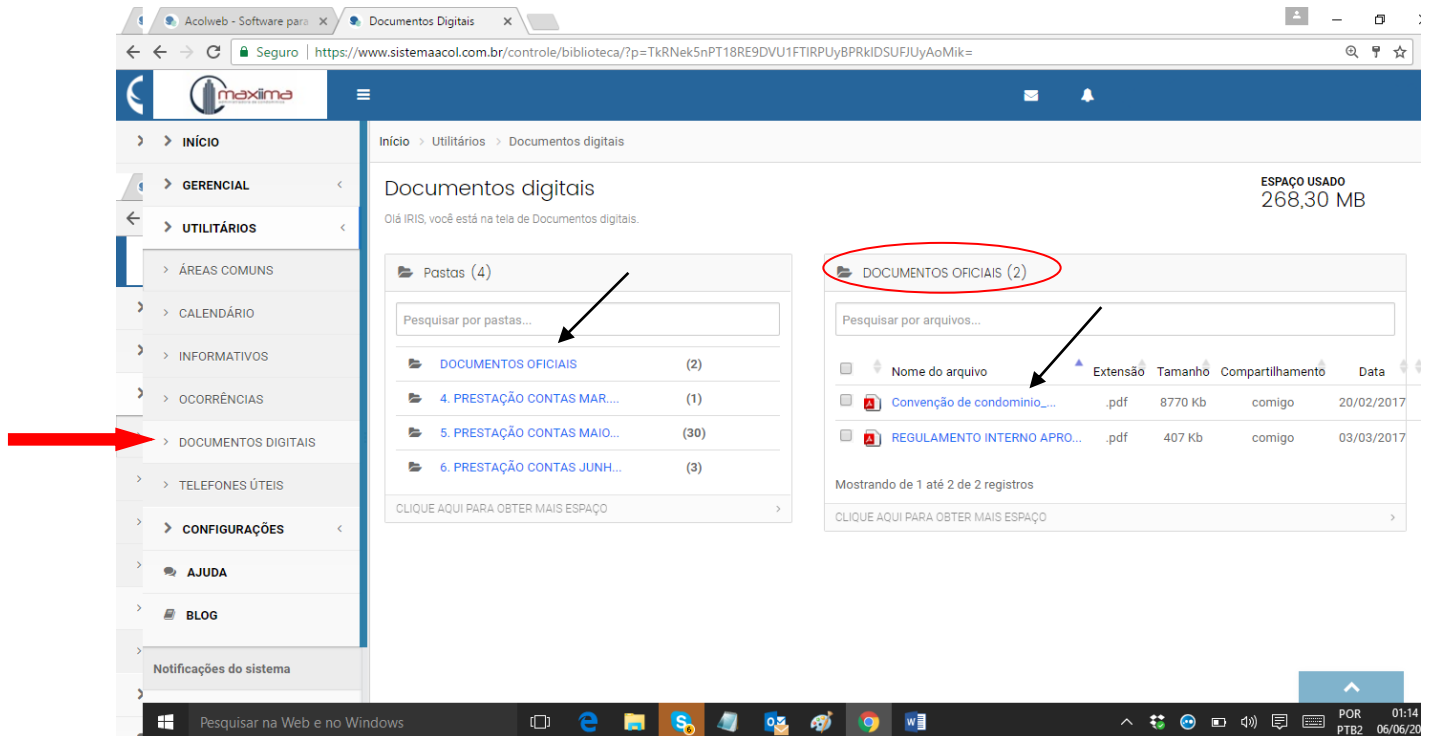 Acolweb - Software para
Documentos Digitais
Seguro | https://www.sistemaacol.com.br/controle/biblioteca/?p=TkRNek5nPT18RE9DVU1FTlRPUyBPRklDSUFJUyAoMik=
maxima
INÍCIO
GERENCIAL
UTILITÁRIOS
ÁREAS COMUNS
CALENDÁRIO
INFORMATIVOS
OCORRÊNCIAS
DOCUMENTOS DIGITAIS
TELEFONES ÚTEIS
CONFIGURAÇÕES
AJUDA
BLOG
Notificações do sistema
Início > Utilitários > Documentos digitais
Documentos digitais
Olá IRIS, você está na tela de Documentos digitais.
ESPAÇO USADO
268,30 MB
Pastas (4)
Pesquisar por pastas...
DOCUMENTOS OFICIAIS (2)
4. PRESTAÇÃO CONTAS MAR.... (1)
5. PRESTAÇÃO CONTAS MAIO... (30)
6. PRESTAÇÃO CONTAS JUNH... (3)
CLIQUE AQUI PARA OBTER MAIS ESPAÇO
DOCUMENTOS OFICIAIS (2)
Pesquisar por arquivos...
Nome do arquivo Extensão Tamanho Compartilhamento Data
Convenção de condominio_... .pdf 8770 Kb comigo 20/02/2017
REGULAMENTO INTERNO APRO... .pdf 407 Kb comigo 03/03/2017
Mostrando de 1 até 2 de 2 registros
CLIQUE AQUI PARA OBTER MAIS ESPAÇO
Pesquisar na Web e no Windows
POR 01:14
PTB2 06/06/20